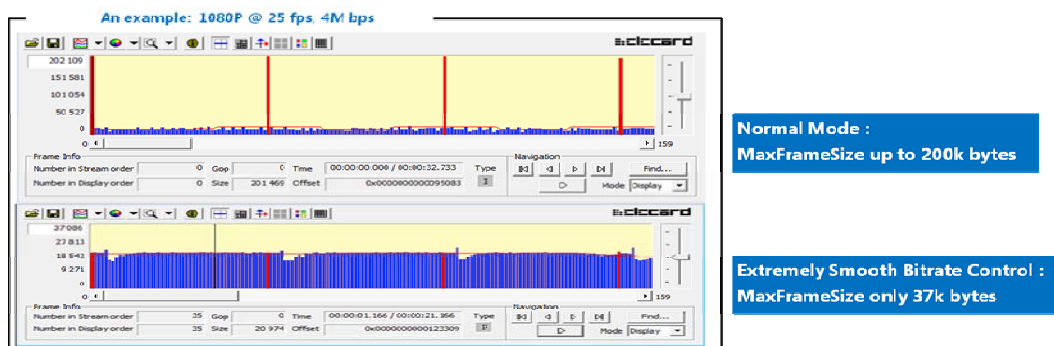 An example: 1080P @ 25 fps, 4M bps
elecard
202 109
151 581
101 054
50 527
0
0
159
Frame Info
Number in Stream order 0 Gop 0 Time 00:00:00.000 / 00:00:32.733 Type
Number in Display order 0 Size 201 469 Offset 0x0000000000095083 I
Navigation
Find...
Mode Display
Normal Mode :
MaxFrameSize up to 200k bytes
elecard
37 086
27 813
18 542
9 271
0
0
159
Frame Info
Number in Stream order 35 Gop 0 Time 00:00:01.166 / 00:00:21.166 Type
Number in Display order 35 Size 20 974 Offset 0x0000000000123309 P
Navigation
Find...
Mode Display
Extremely Smooth Bitrate Control :
MaxFrameSize only 37k bytes